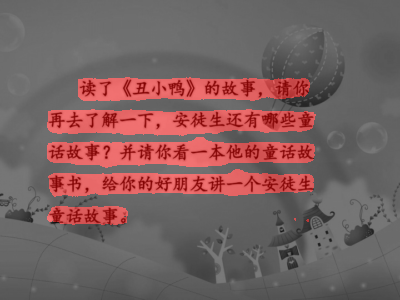 读了《丑小鸭》的故事，请你
再去了解一下，安徒生还有哪些童
话故事？并请你看一本他的童话故
事书，给你的好朋友讲一个安徒生
童话故事。